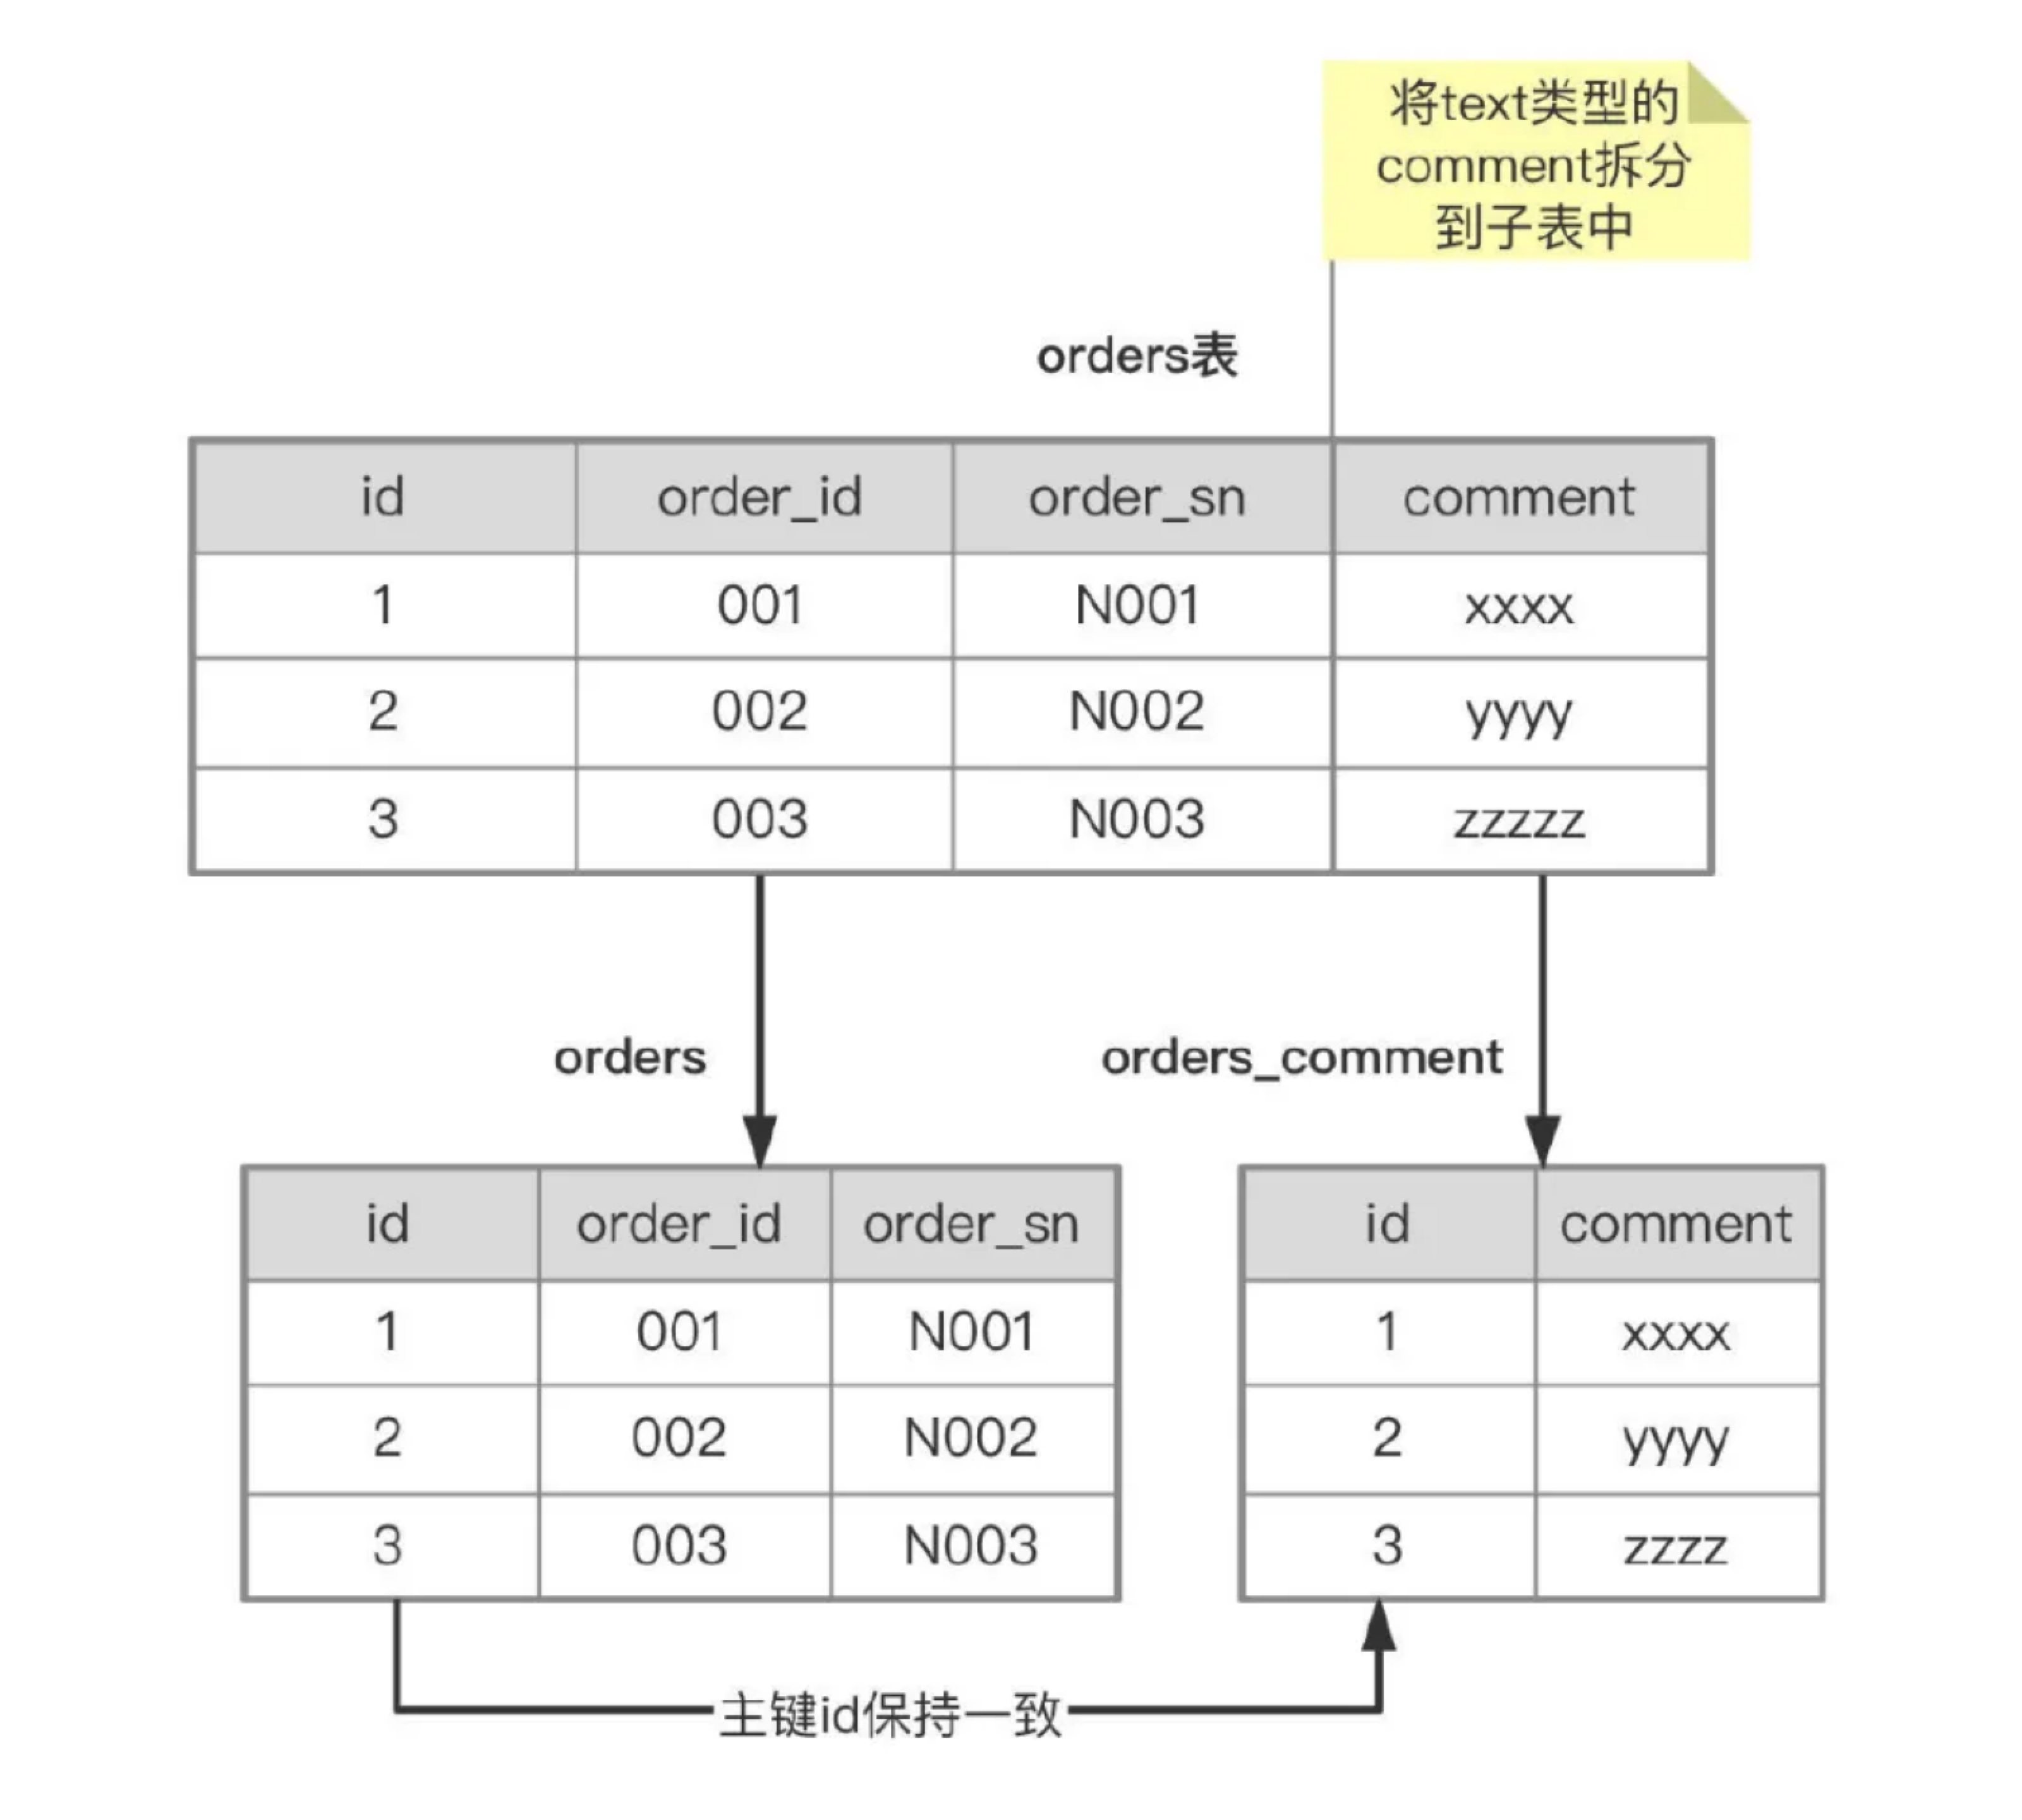 将text类型的
comment拆分
到子表中
orders表
id order_id order_sn comment
1 001 N001 xxxx
2 002 N002 yyyy
3 003 N003 zzzzz
orders
orders_comment
id order_id order_sn
1 001 N001
2 002 N002
3 003 N003
id comment
1 xxxx
2 yyyy
3 zzzz
主键id保持一致